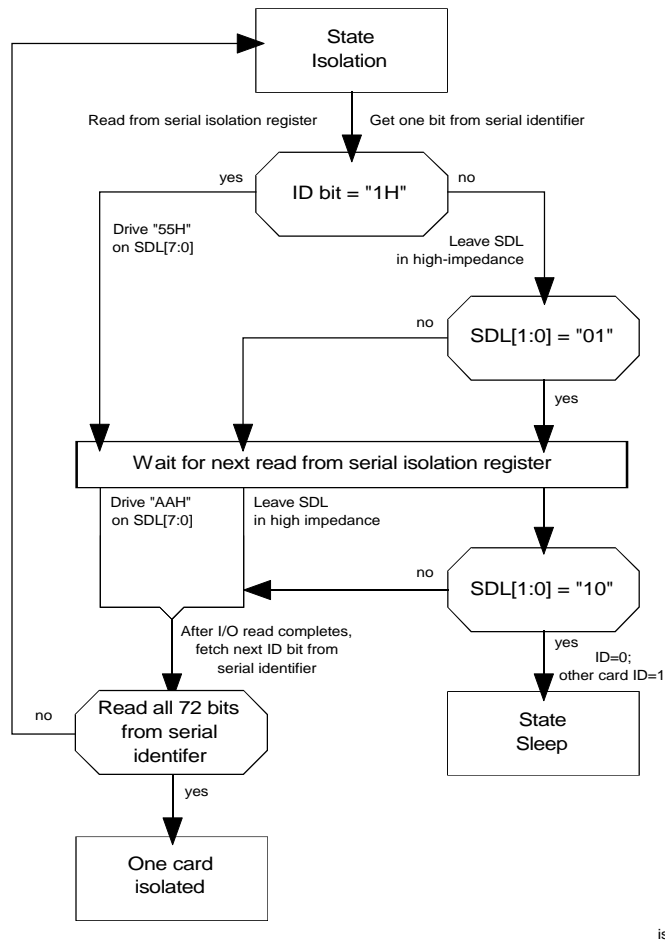 State
Isolation
Read from serial isolation register
Get one bit from serial identifier
yes
ID bit = "1H"
no
Drive "55H"
on SDL[7:0]
Leave SDL
in high-impedance
no
SDL[1:0] = "01"
yes
Wait for next read from serial isolation register
Drive "AAH"
on SDL[7:0]
Leave SDL
in high impedance
no
SDL[1:0] = "10"
After I/O read completes,
fetch next ID bit from
serial identifier
yes
ID=0;
other card ID=1
no
Read all 72 bits
from serial
identifer
State
Sleep
yes
One card
isolated
is